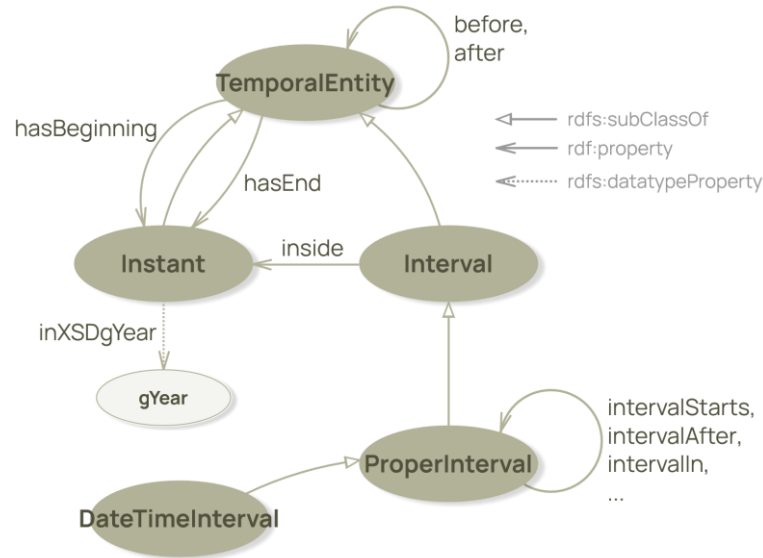 before,
after
TemporalEntity
hasBeginning
rdfs:subClassOf
rdf:property
rdfs:datatypeProperty
hasEnd
inside
Instant
Interval
inXSDgYear
gYear
intervalStarts,
intervalAfter,
intervalIn,
...
ProperInterval
DateTimeInterval